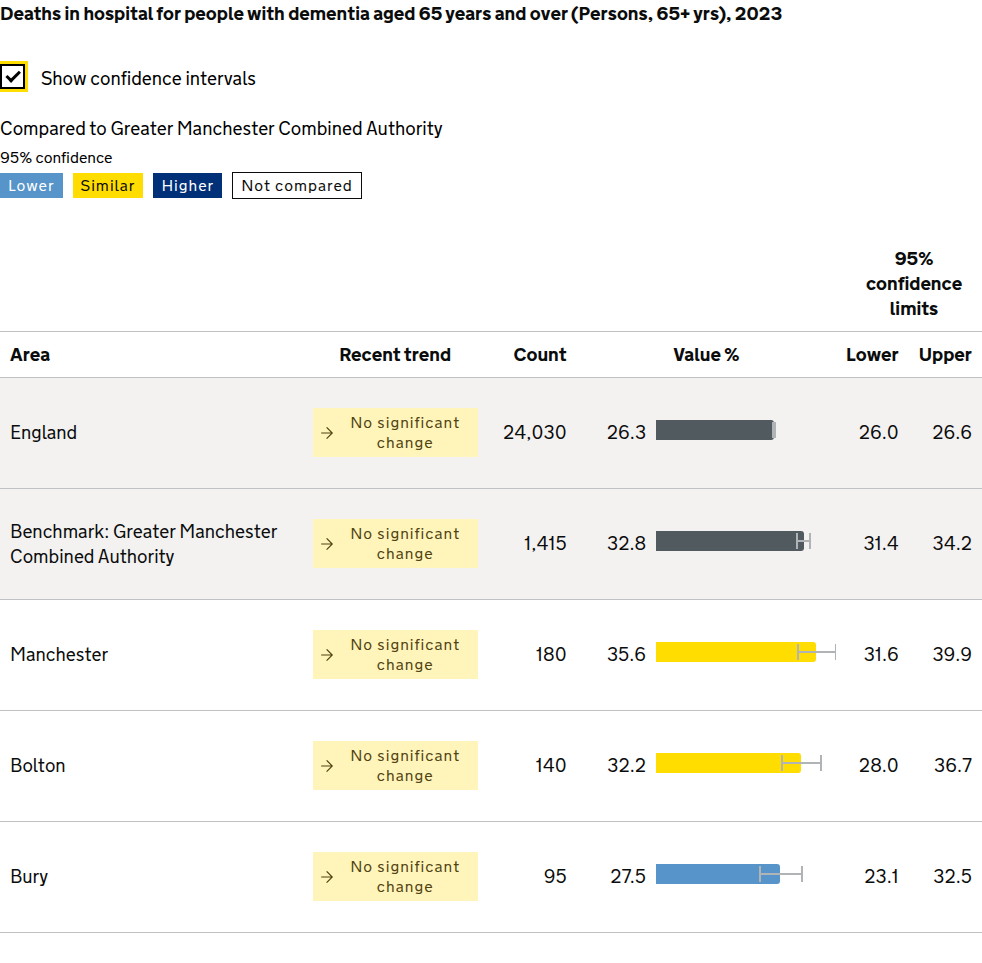 Deaths in hospital for people with dementia aged 65 years and over (Persons, 65+ yrs), 2023
Show confidence intervals
Compared to Greater Manchester Combined Authority
95% confidence
Lower Similar Higher Not compared
95%
confidence
limits
Area Recent trend Count Value % Lower Upper
England → No significant change 24,030 26.3 26.0 26.6
Benchmark: Greater Manchester Combined Authority → No significant change 1,415 32.8 31.4 34.2
Manchester → No significant change 180 35.6 31.6 39.9
Bolton → No significant change 140 32.2 28.0 36.7
Bury → No significant change 95 27.5 23.1 32.5